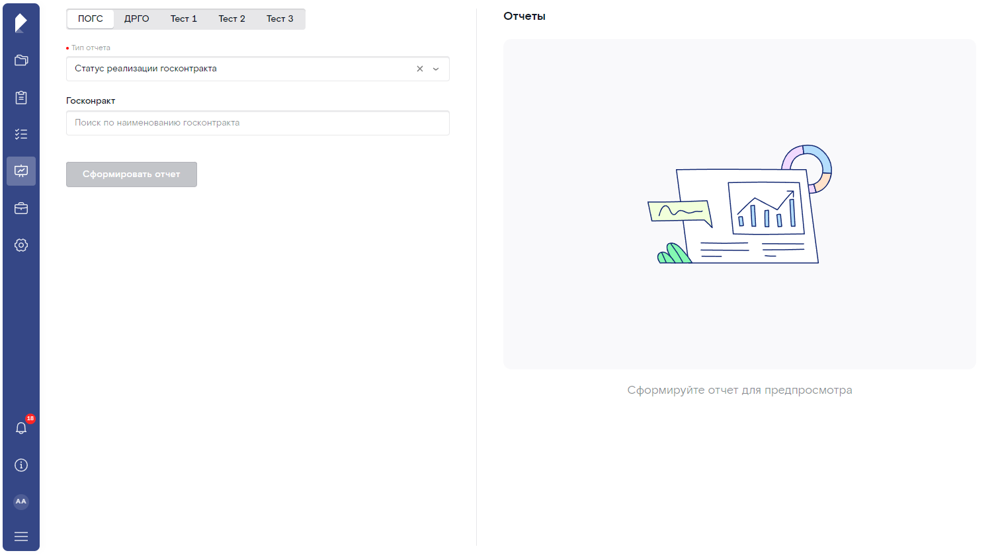 ПОГС ДРГО Тест 1 Тест 2 Тест 3
Тип отчета
Статус реализации госконтракта
Госконракт
Поиск по наименованию госконтракта
Сформировать отчет
18
АА
Отчеты
Сформируйте отчет для предпросмотра